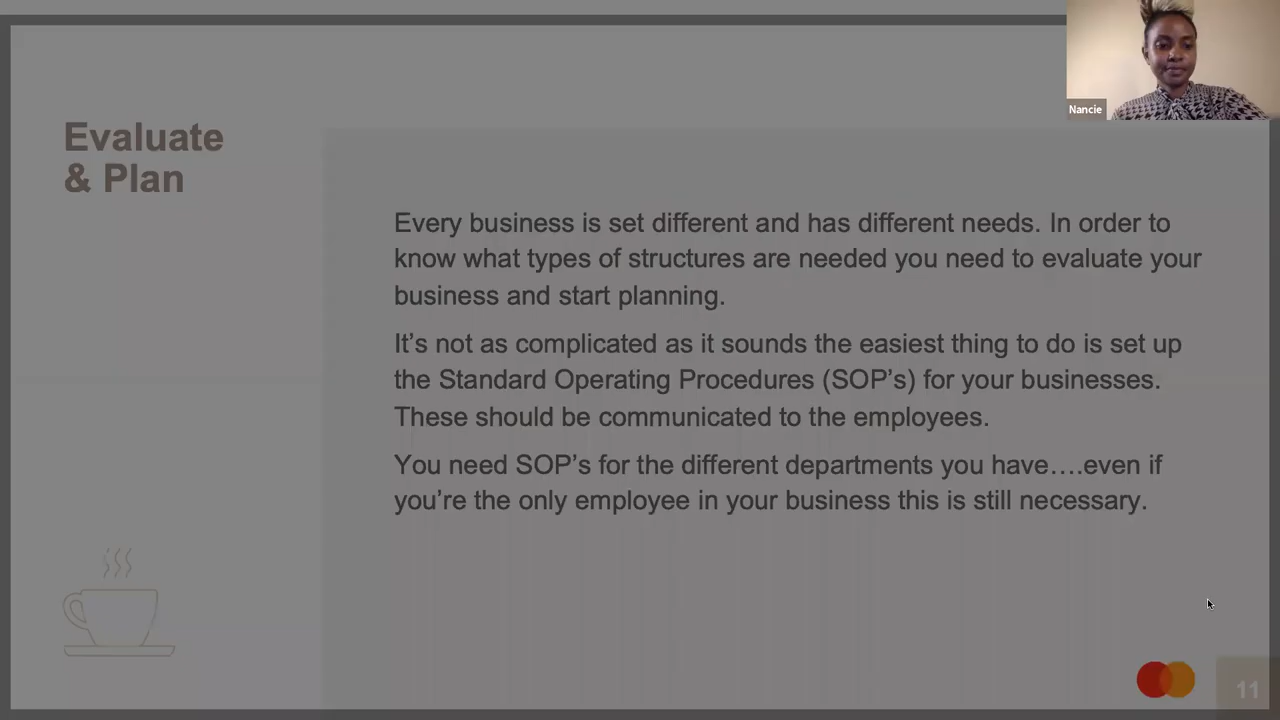 Nancie
Evaluate
& Plan
Every business is set different and has different needs. In order to
know what types of structures are needed you need to evaluate your
business and start planning.
It’s not as complicated as it sounds the easiest thing to do is set up
the Standard Operating Procedures (SOP’s) for your businesses.
These should be communicated to the employees.
You need SOP’s for the different departments you have….even if
you’re the only employee in your business this is still necessary.
11